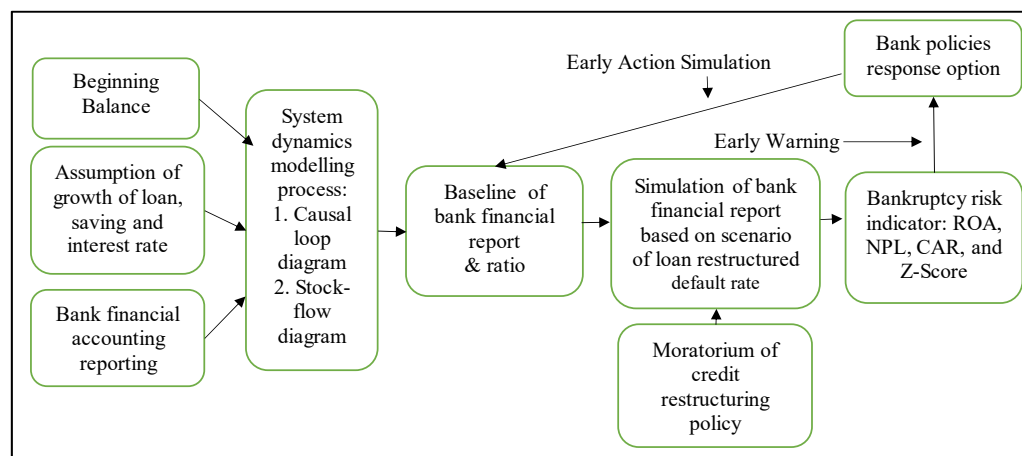 Beginning
Balance
Assumption of
growth of loan,
saving and
interest rate
Bank financial
accounting
reporting
System
dynamics
modelling
process:
1. Causal
loop
diagram
2. Stock-
flow
diagram
Baseline of
bank financial
report
& ratio
Early Action Simulation
Simulation of bank
financial report
based on scenario
of loan restructured
default rate
Moratorium of
credit
restructuring
policy
Bank policies
response option
Early Warning
Bankruptcy risk
indicator: ROA,
NPL, CAR, and
Z-Score